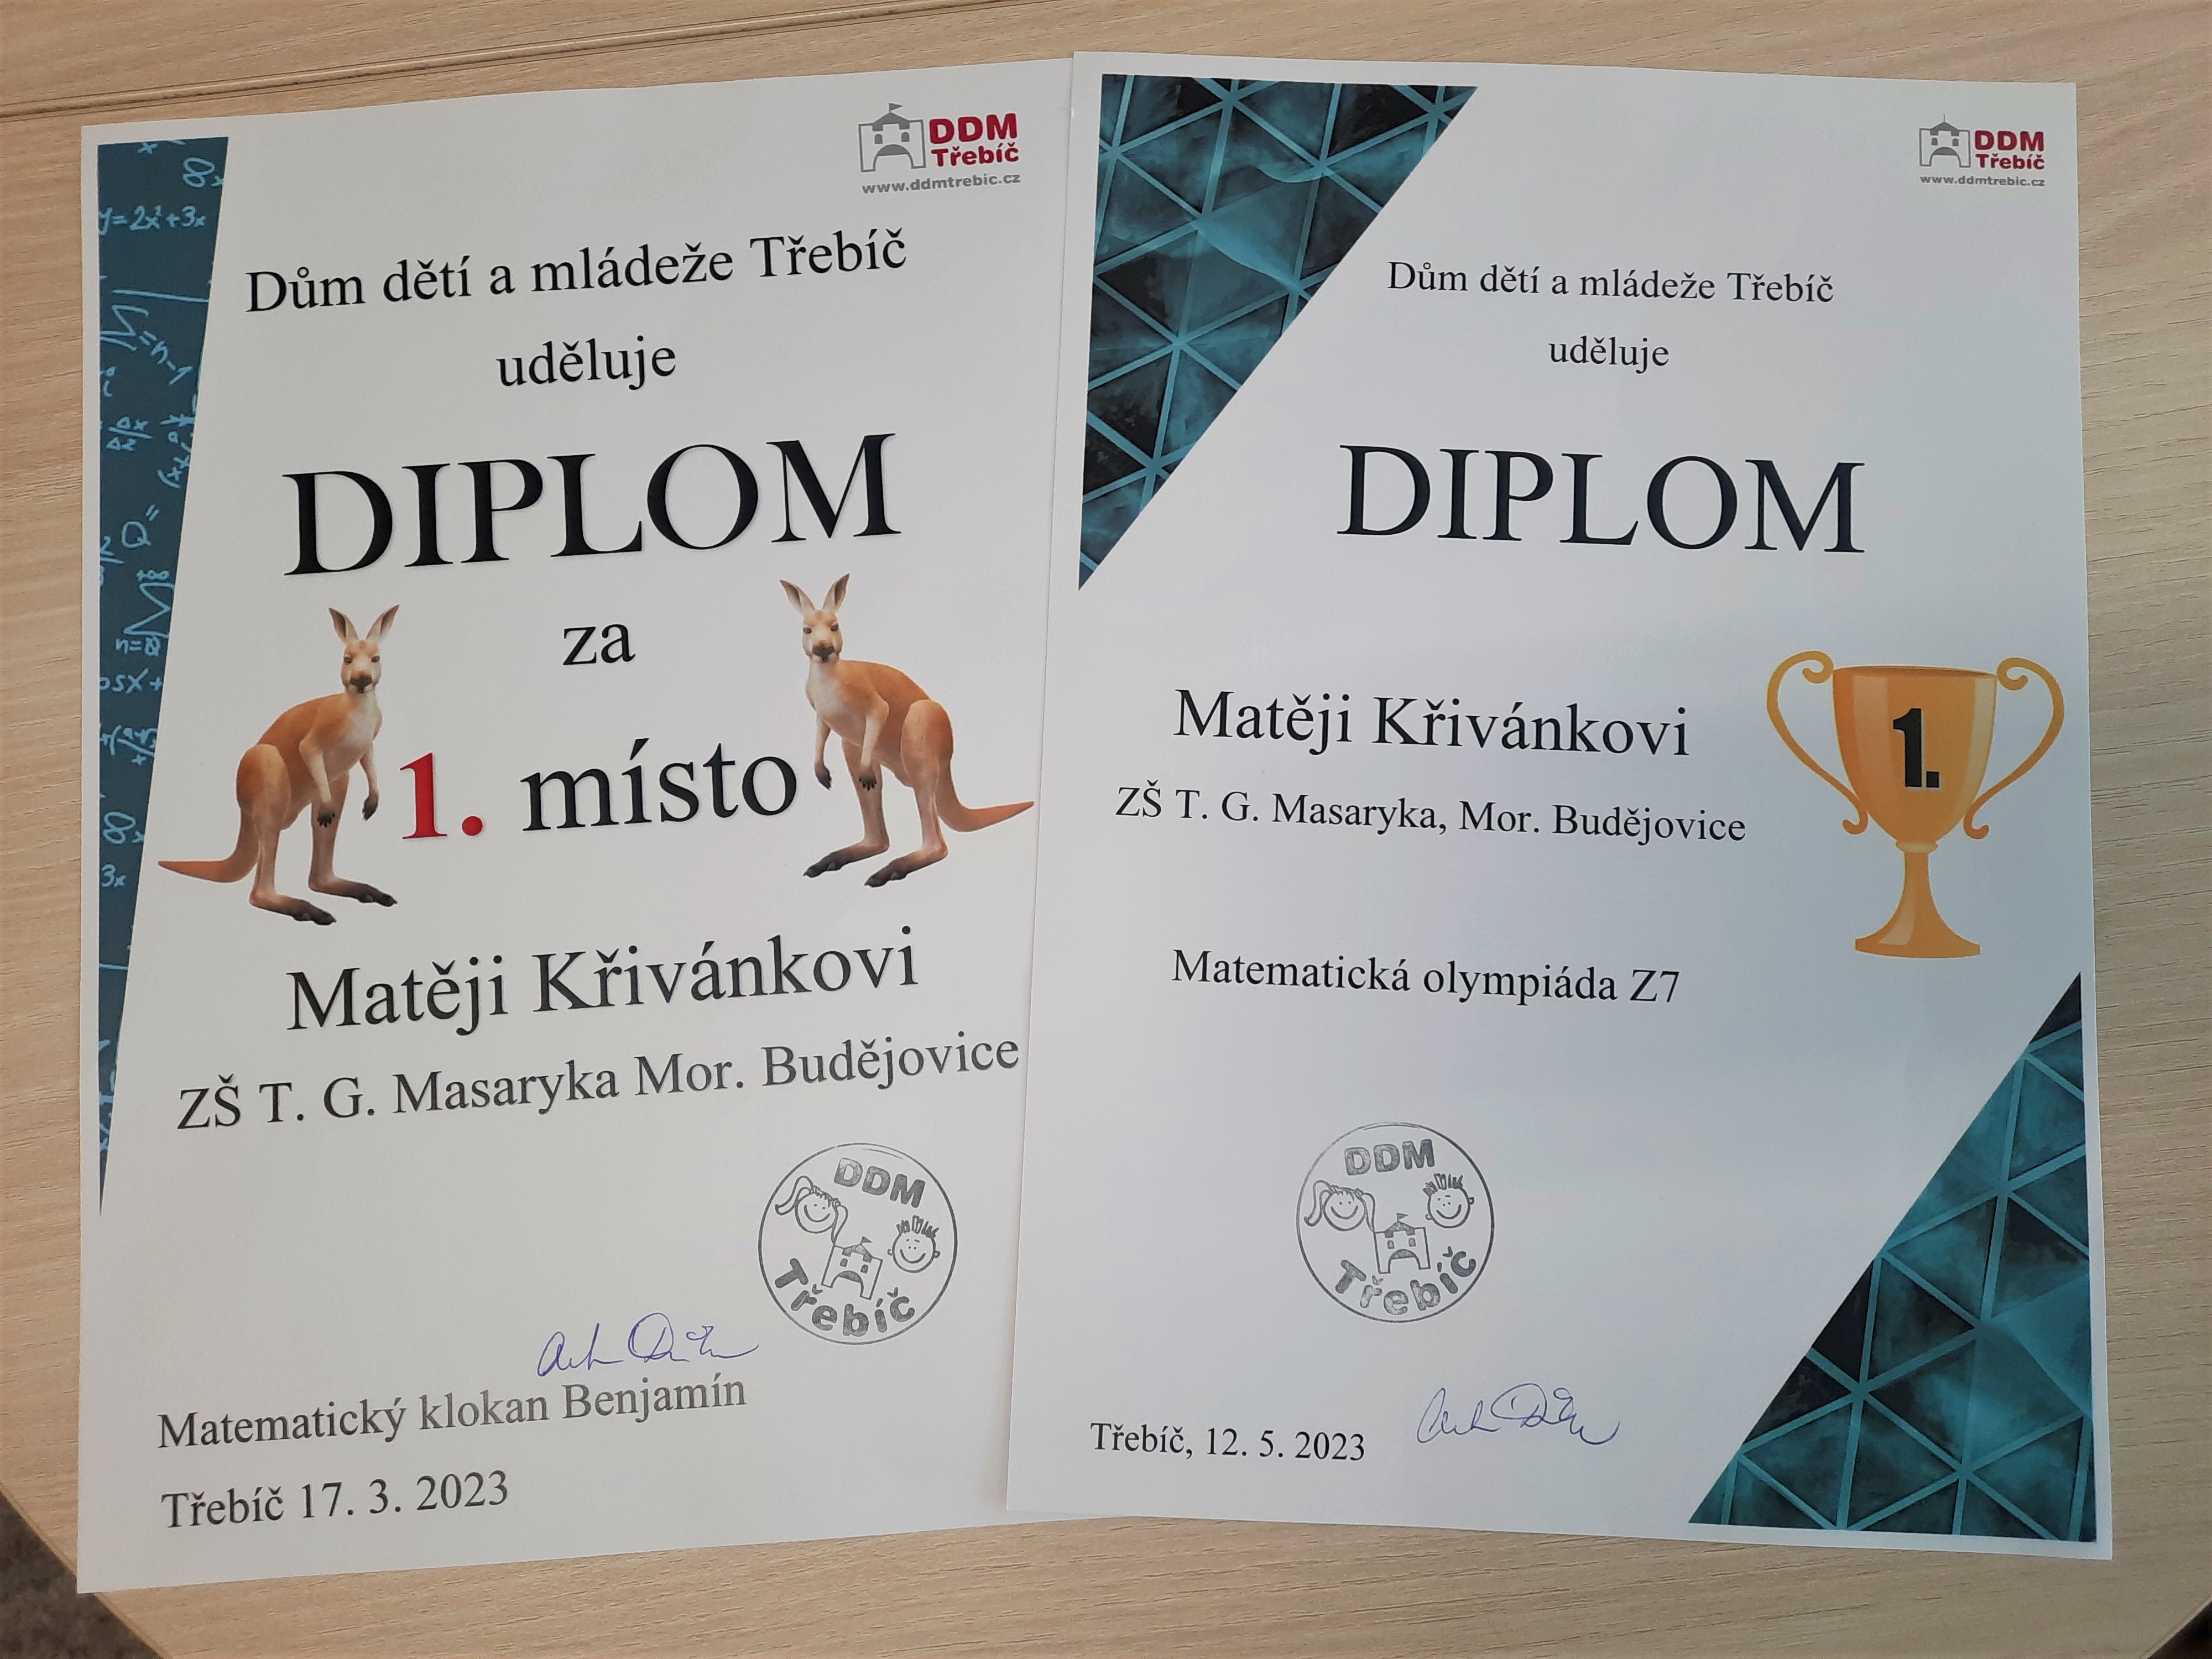 DDM
Třebíč
www.ddmtrebic.cz
Dům dětí a mládeže Třebíč
uděluje
DIPLOM
za
1. místo
Matěji Křivánkovi
ZŠ T. G. Masaryka Mor. Budějovice
DDM
Třebíč
Matematický klokan Benjamín
Třebíč 17. 3. 2023
y=2x²+3x
DDM
Třebíč
www.ddmtrebic.cz
Dům dětí a mládeže Třebíč
uděluje
DIPLOM
Matěji Křivánkovi
1.
ZŠ T. G. Masaryka, Mor. Budějovice
Matematická olympiáda Z7
DDM
Třebíč
Třebíč, 12. 5. 2023